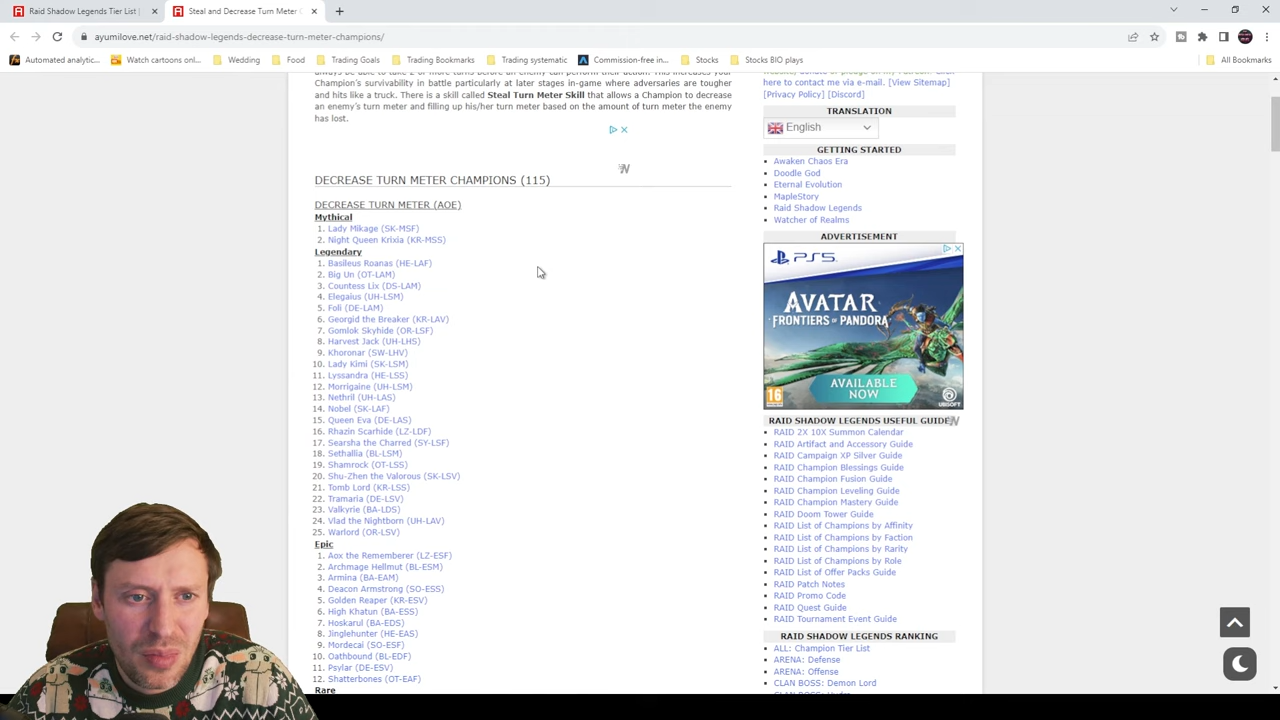 Raid Shadow Legends Tier List |
Steal and Decrease Turn Meter C
ayumilove.net/raid-shadow-legends-decrease-turn-meter-champions/
Automated analytic...
Watch cartoons onl...
Wedding
Food
Trading Goals
Trading Bookmarks
Trading systematic
Commission-free in...
Stocks
Stocks BIO plays
All Bookmarks
Champion's survivability in battle particularly at later stages in-game where adversaries are tougher
and hits like a truck. There is a skill called Steal Turn Meter Skill that allows a Champion to decrease
an enemy's turn meter and filling up his/her turn meter based on the amount of turn meter the enemy
has lost.
DECREASE TURN METER CHAMPIONS (115)
DECREASE TURN METER (AOE)
Mythical
1. Lady Mikage (SK-MSF)
2. Night Queen Krixia (KR-MSS)
Legendary
1. Basileus Roanas (HE-LAF)
2. Big Un (OT-LAM)
3. Countess Lix (DS-LAM)
4. Elegaius (UH-LSM)
5. Foli (DE-LAM)
6. Georgid the Breaker (KR-LAV)
7. Gomlok Skyhide (OR-LSF)
8. Harvest Jack (UH-LHS)
9. Khoronar (SW-LHV)
10. Lady Kimi (SK-LSM)
11. Lyssandra (HE-LSS)
12. Morrigaine (UH-LSM)
13. Nethril (UH-LAS)
14. Nobel (SK-LAF)
15. Queen Eva (DE-LAS)
16. Rhazin Scarhide (LZ-LDF)
17. Searsha the Charred (SY-LSF)
18. Sethallia (BL-LSM)
19. Shamrock (OT-LSS)
20. Shu-Zhen the Valorous (SK-LSV)
21. Tomb Lord (KR-LSS)
22. Tramaria (DE-LSV)
23. Valkyrie (BA-LDS)
24. Vlad the Nightborn (UH-LAV)
25. Warlord (OR-LSV)
Epic
1. Aox the Rememberer (LZ-ESF)
2. Archmage Hellmut (BL-ESM)
3. Armina (BA-EAM)
4. Deacon Armstrong (SO-ESS)
5. Golden Reaper (KR-ESV)
6. High Khatun (BA-ESS)
7. Hoskarul (BA-EDS)
8. Jinglehunter (HE-EAS)
9. Mordecai (SO-ESF)
10. Oathbound (BL-EDF)
11. Psylar (DE-ESV)
12. Shatterbones (OT-EAF)
Rare
here to contact me via e-mail. [View Sitemap]
[Privacy Policy] [Discord]
TRANSLATION
English
GETTING STARTED
Awaken Chaos Era
Doodle God
Eternal Evolution
MapleStory
Raid Shadow Legends
Watcher of Realms
ADVERTISEMENT
PS5
AVATAR
FRONTIERS OF PANDORA
AVAILABLE
NOW
16
UBISOFT
RAID SHADOW LEGENDS USEFUL GUIDE
RAID 2X 10X Summon Calendar
RAID Artifact and Accessory Guide
RAID Campaign XP Silver Guide
RAID Champion Blessings Guide
RAID Champion Fusion Guide
RAID Champion Leveling Guide
RAID Champion Mastery Guide
RAID Doom Tower Guide
RAID List of Champions by Affinity
RAID List of Champions by Faction
RAID List of Champions by Rarity
RAID List of Champions by Role
RAID List of Offer Packs Guide
RAID Patch Notes
RAID Promo Code
RAID Quest Guide
RAID Tournament Event Guide
RAID SHADOW LEGENDS RANKING
ALL: Champion Tier List
ARENA: Defense
ARENA: Offense
CLAN BOSS: Demon Lord